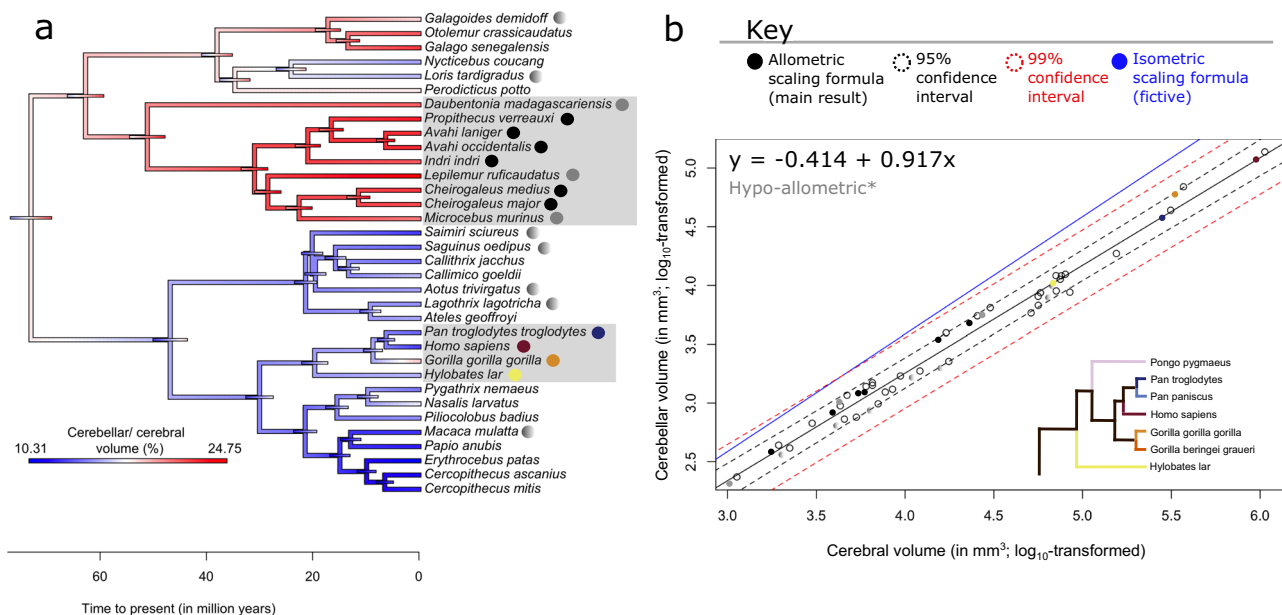 a
Galagoides demidoff
Otolemur crassicaudatus
Galago senegalensis
Nycticebus coucang
Loris tardigradus
Perodicticus potto
Daubentonia madagascariensis
Propithecus verreauxi
Avahi laniger
Avahi occidentalis
Indri indri
Lepilemur ruficaudatus
Cheirogaleus medius
Cheirogaleus major
Microcebus murinus
Saimiri sciureus
Saguinus oedipus
Callithrix jacchus
Callimico goeldii
Aotus trivirgatus
Lagothrix lagotricha
Ateles geoffroyi
Pan troglodytes troglodytes
Homo sapiens
Gorilla gorilla gorilla
Hylobates lar
Pygathrix nemaeus
Nasalis larvatus
Piliocolobus badius
Macaca mulatta
Papio anubis
Erythrocebus patas
Cercopithecus ascanius
Cercopithecus mitis
Cerebellar/ cerebral
10.31 volume (%) 24.75
60 40 20 0
Time to present (in million years)
b
Key
Allometric
scaling formula
(main result)
95%
confidence
interval
99%
confidence
interval
Isometric
scaling formula
(fictive)
y = -0.414 + 0.917x
Hypo-allometric*
Cerebellar volume (in mm³; log₁₀-transformed)
5.0
4.5
4.0
3.5
3.0
2.5
Pongo pygmaeus
Pan troglodytes
Pan paniscus
Homo sapiens
Gorilla gorilla gorilla
Gorilla beringei graueri
Hylobates lar
3.0 3.5 4.0 4.5 5.0 5.5 6.0
Cerebral volume (in mm³; log₁₀-transformed)